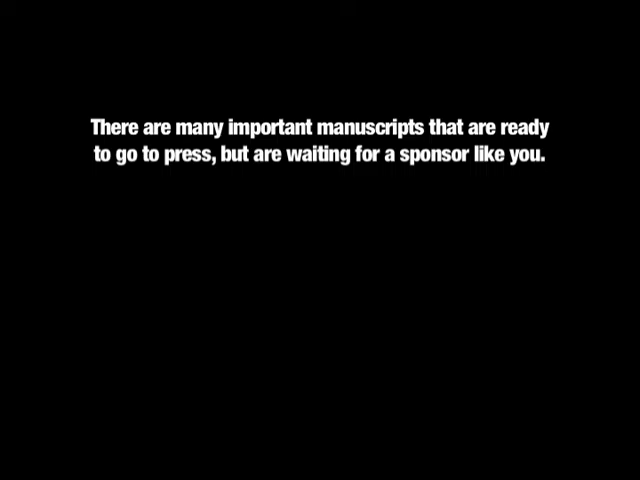 There are many important manuscripts that are ready
to go to press, but are waiting for a sponsor like you.